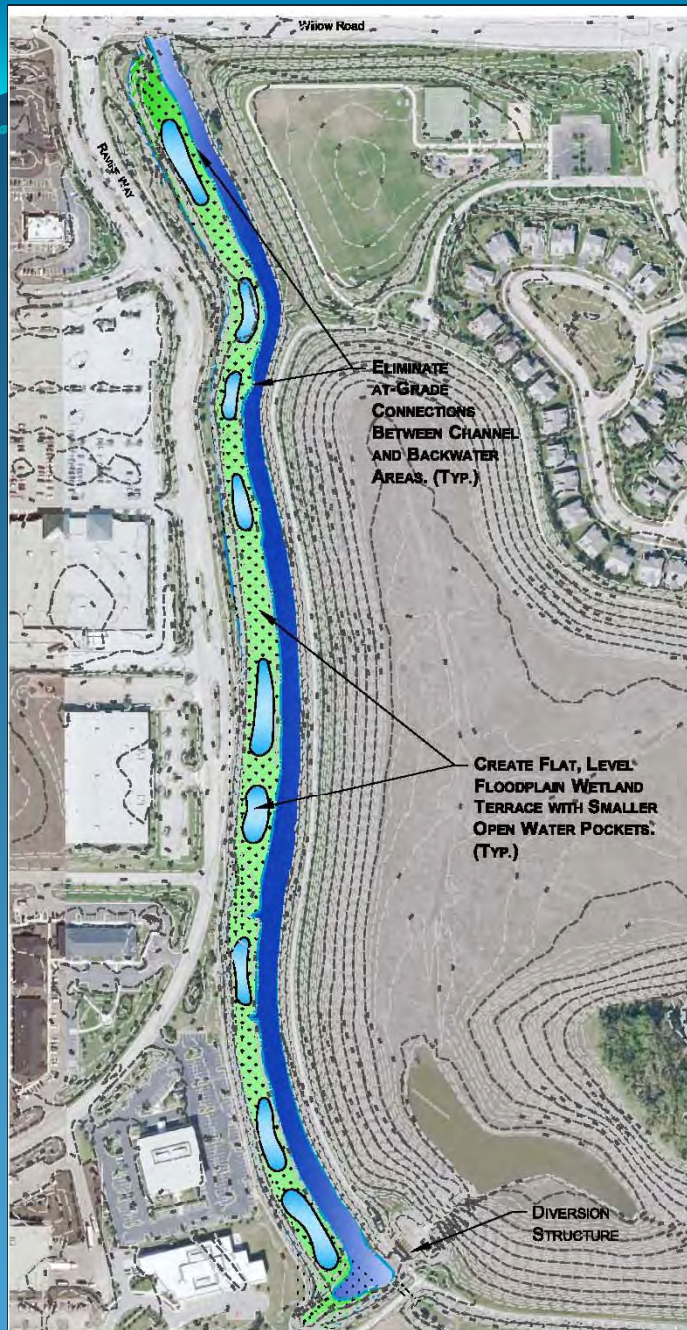 Willow Road
RAVINE WAY
ELIMINATE
AT-GRADE
CONNECTIONS
BETWEEN CHANNEL
AND BACKWATER
AREAS. (TYP.)
CREATE FLAT, LEVEL
FLOODPLAIN WETLAND
TERRACE WITH SMALLER
OPEN WATER POCKETS.
(TYP.)
DIVERSION
STRUCTURE